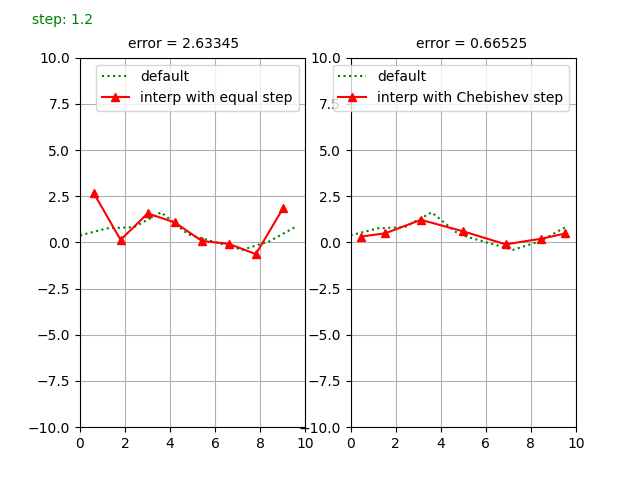 step: 1.2
error = 2.63345
error = 0.66525
default
interp with equal step
default
interp with Chebishev step
10.0
7.5
5.0
2.5
0.0
−2.5
−5.0
−7.5
−10.0
0 2 4 6 8 10
10.0
7.5
5.0
2.5
0.0
−2.5
−5.0
−7.5
−10.0
0 2 4 6 8 10